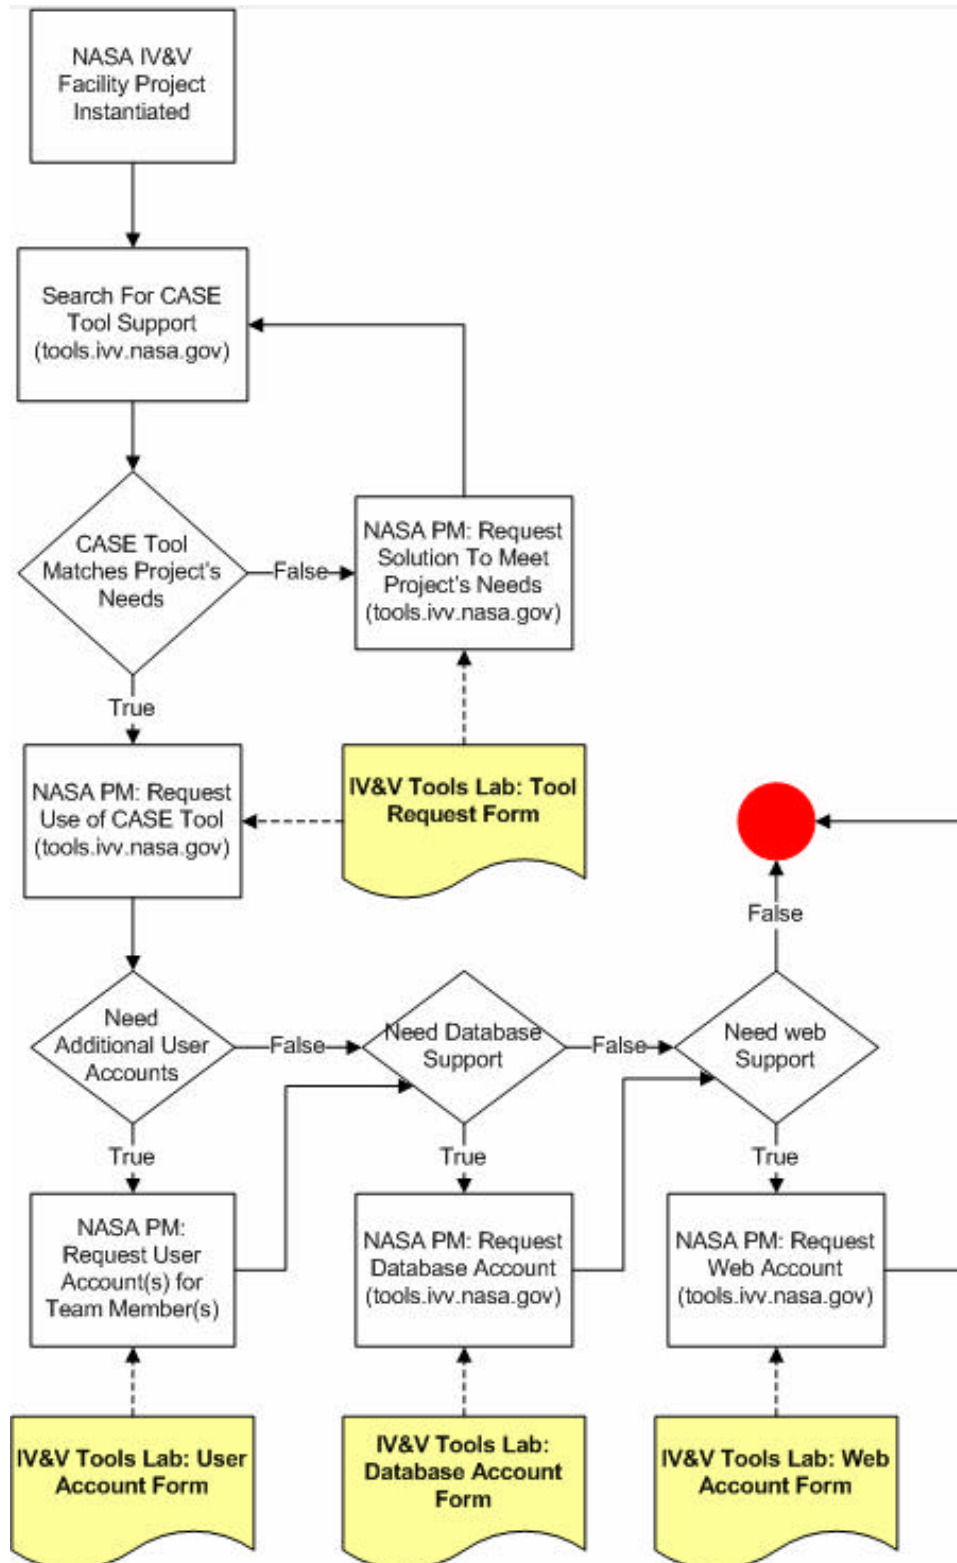 NASA IV&V
Facility Project
Instantiated
Search For CASE
Tool Support
(tools.ivv.nasa.gov)
CASE Tool
Matches Project's
Needs
False
NASA PM: Request
Solution To Meet
Project's Needs
(tools.ivv.nasa.gov)
True
NASA PM: Request
Use of CASE Tool
(tools.ivv.nasa.gov)
IV&V Tools Lab: Tool
Request Form
False
Need
Additional User
Accounts
False
Need Database
Support
False
Need web
Support
True
True
True
NASA PM:
Request User
Account(s) for
Team Member(s)
NASA PM: Request
Database Account
(tools.ivv.nasa.gov)
NASA PM: Request
Web Account
(tools.ivv.nasa.gov)
IV&V Tools Lab: User
Account Form
IV&V Tools Lab:
Database Account
Form
IV&V Tools Lab: Web
Account Form